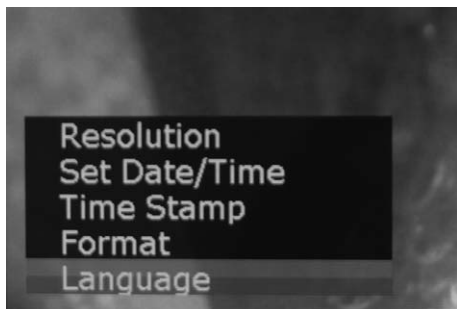 Resolution
Set Date/Time
Time Stamp
Format
Language